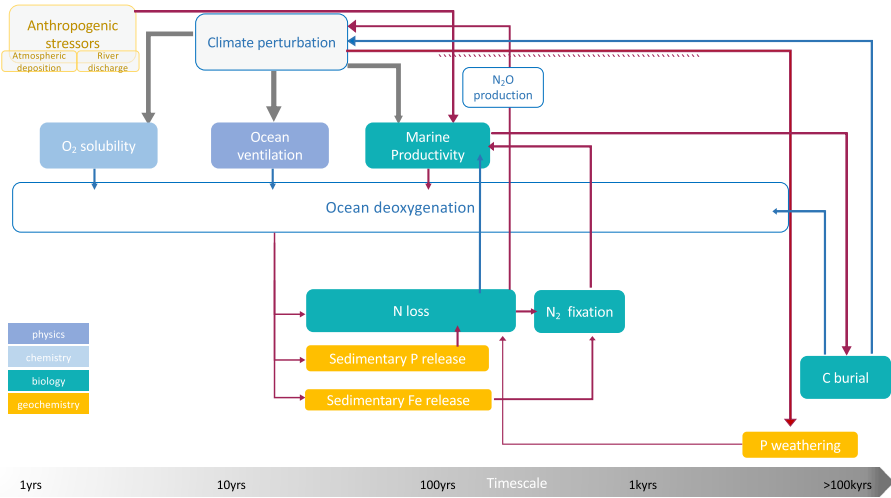 Anthropogenic
stressors
Atmospheric
deposition
River
discharge
Climate perturbation
N₂O
production
O₂ solubility
Ocean
ventilation
Marine
Productivity
Ocean deoxygenation
N loss
N₂ fixation
Sedimentary P release
Sedimentary Fe release
C burial
P weathering
physics
chemistry
biology
geochemistry
1yrs
10yrs
100yrs
Timescale
1kyrs
>100kyrs